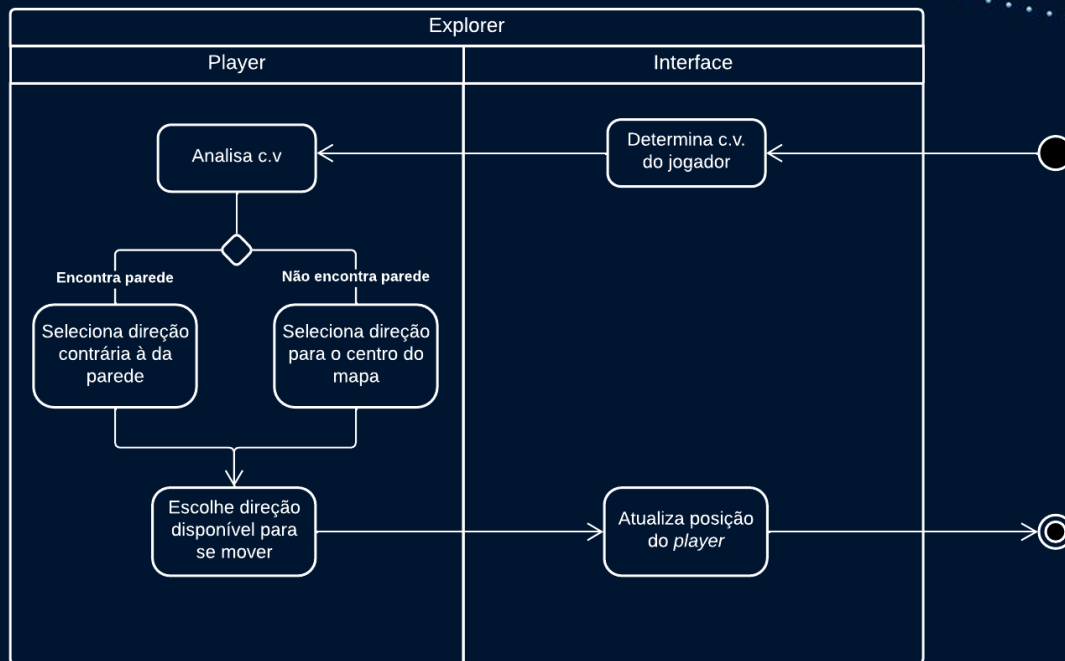 Explorer
Player
Interface
Analisa c.v
Determina c.v.
do jogador
Encontra parede
Não encontra parede
Seleciona direção
contrária à da
parede
Seleciona direção
para o centro do
mapa
Escolhe direção
disponível para
se mover
Atualiza posição
do player